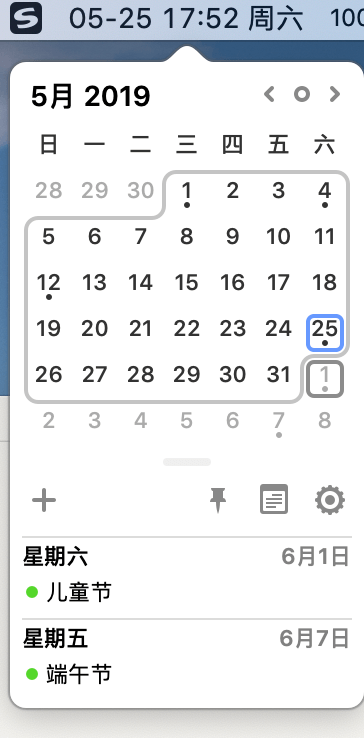 05-25 17:52 周六 100
5月 2019
日 一 二 三 四 五 六
28 29 30 1 2 3 4
5 6 7 8 9 10 11
12 13 14 15 16 17 18
19 20 21 22 23 24 25
26 27 28 29 30 31 1
2 3 4 5 6 7 8
星期六 6月1日
儿童节
星期五 6月7日
端午节